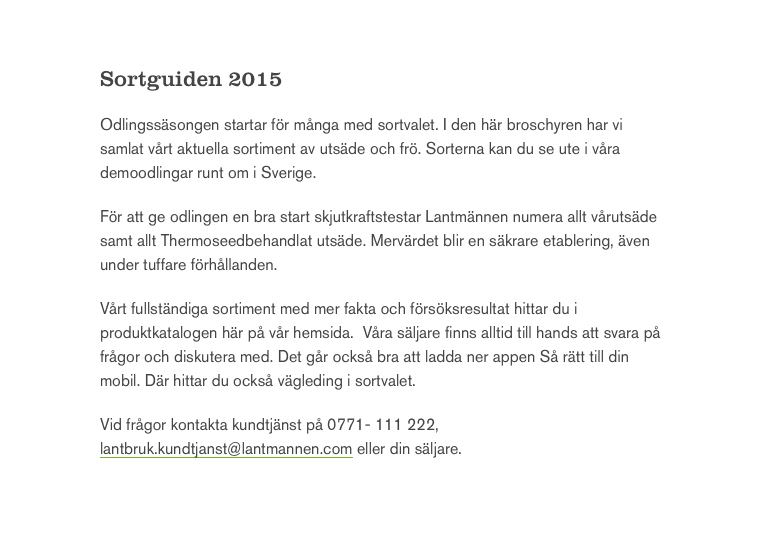 Sortguiden 2015
Odlingssäsongen startar för många med sortvalet. I den här broschyren har vi
samlat vårt aktuella sortiment av utsäde och frö. Sorterna kan du se ute i våra
demoodlingar runt om i Sverige.
För att ge odlingen en bra start skjutkraftstestar Lantmännen numera allt vårutsäde
samt allt Thermoseedbehandlat utsäde. Mervärdet blir en säkrare etablering, även
under tuffare förhållanden.
Vårt fullständiga sortiment med mer fakta och försöksresultat hittar du i
produktkatalogen här på vår hemsida.  Våra säljare finns alltid till hands att svara på
frågor och diskutera med. Det går också bra att ladda ner appen Så rätt till din
mobil. Där hittar du också vägleding i sortvalet.
Vid frågor kontakta kundtjänst på 0771- 111 222,
lantbruk.kundtjanst@lantmannen.com eller din säljare.